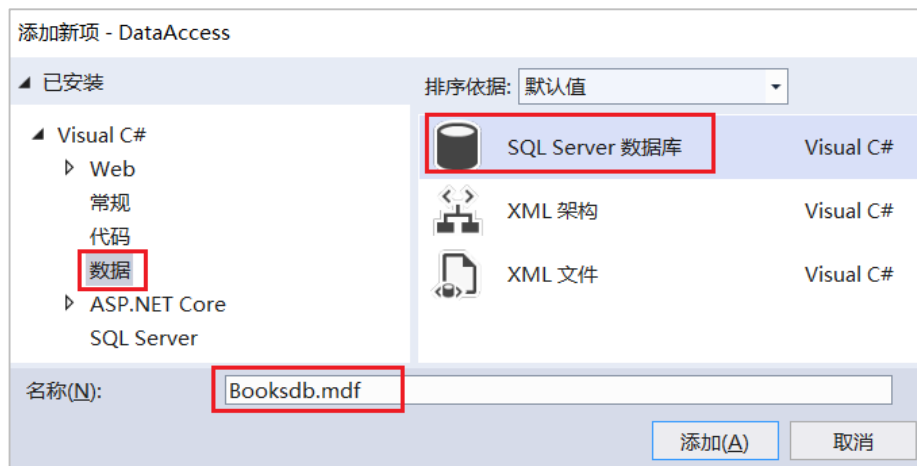 添加新项 - DataAccess
已安装
排序依据: 默认值
Visual C#
Web
常规
代码
数据
ASP.NET Core
SQL Server
SQL Server 数据库 Visual C#
XML 架构 Visual C#
XML 文件 Visual C#
名称(N): Booksdb.mdf
添加(A) 取消